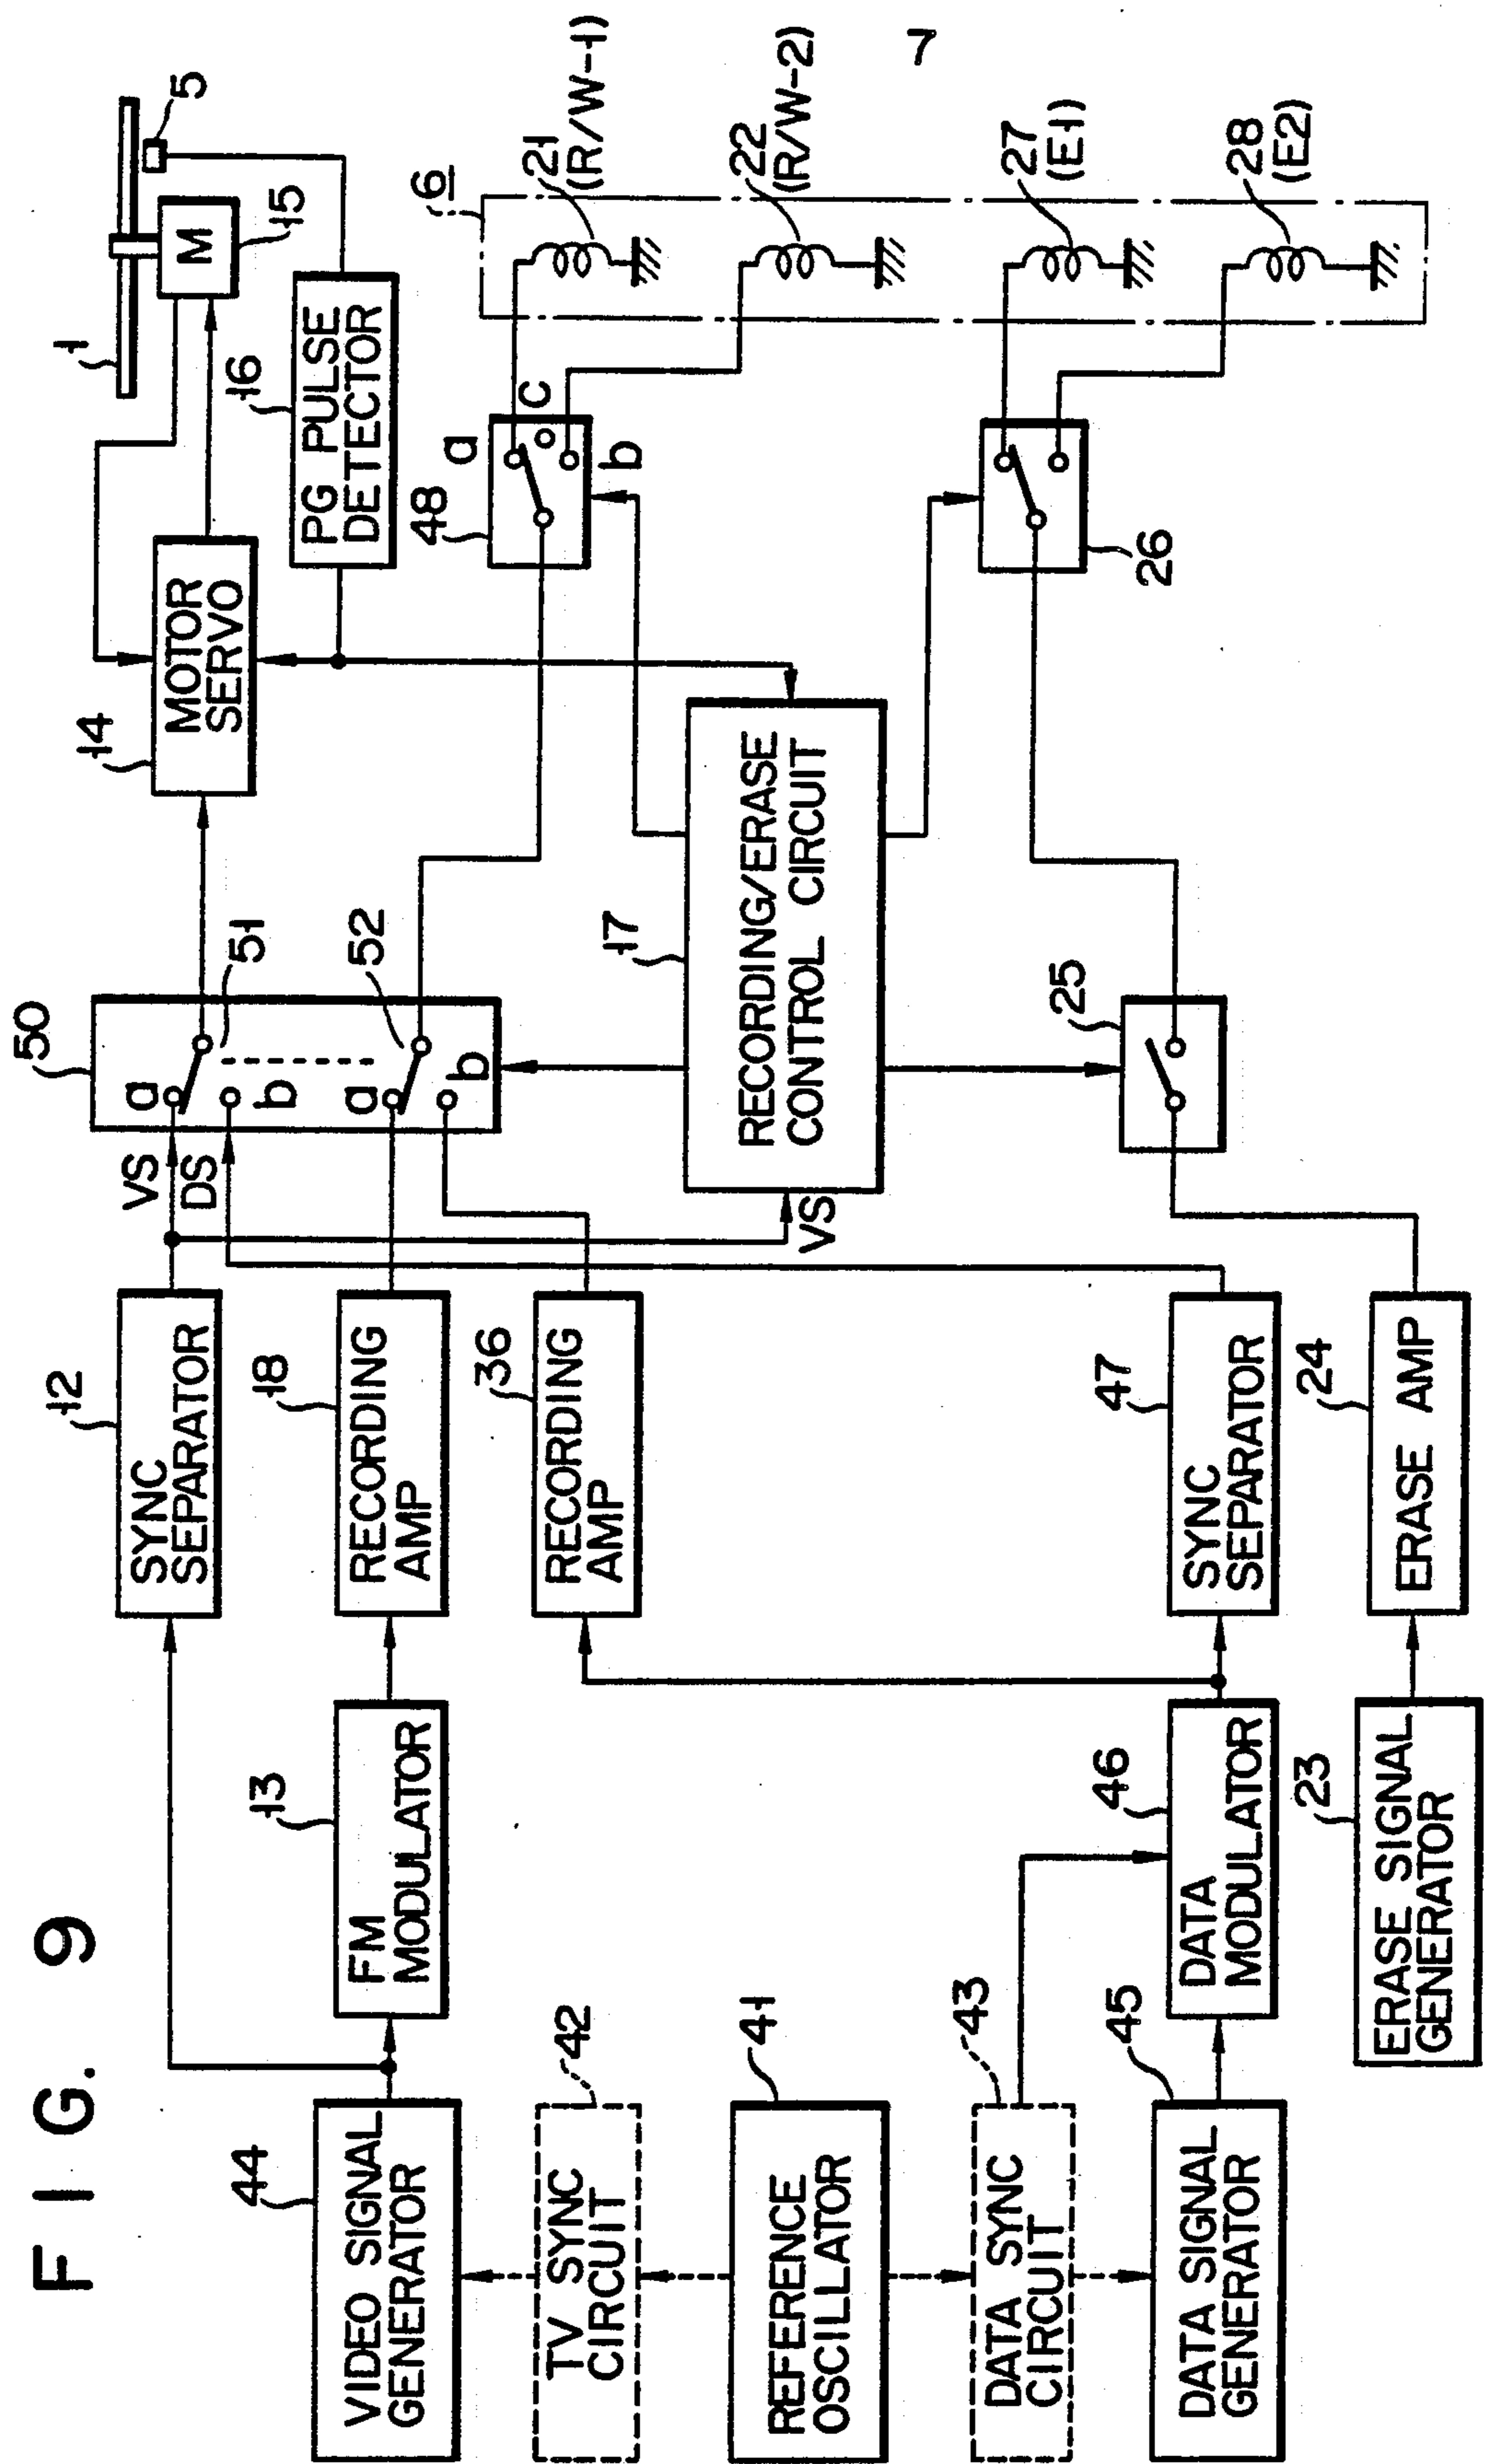 FIG. 9
44
VIDEO SIGNAL
GENERATOR
42
TV SYNC
CIRCUIT
41
REFERENCE
OSCILLATOR
43
DATA SYNC
CIRCUIT
45
DATA SIGNAL
GENERATOR
13
FM
MODULATOR
46
DATA
MODULATOR
23
ERASE SIGNAL
GENERATOR
12
SYNC
SEPARATOR
18
RECORDING
AMP
36
RECORDING
AMP
47
SYNC
SEPARATOR
24
ERASE AMP
50
VS
DS
a
b
51
a
b
52
VS
17
RECORDING/ERASE
CONTROL CIRCUIT
25
14
MOTOR
SERVO
16
PG PULSE
DETECTOR
48
a
c
b
26
1
M
15
5
6
21
(R/W-1)
22
(R/W-2)
27
(E1)
28
(E2)
7